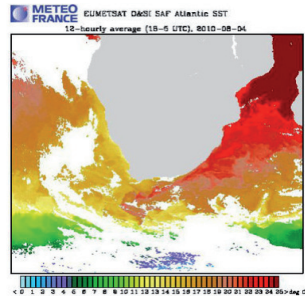 METEO
FRANCE
EUMETSAT O&SI SAF Atlantic SST
12-hourly average (18-6 UTC), 2010-08-04
< 0 1 2 3 4 5 6 7 8 9 10 11 12 13 14 15 16 17 18 19 20 21 22 23 24 25> deg C